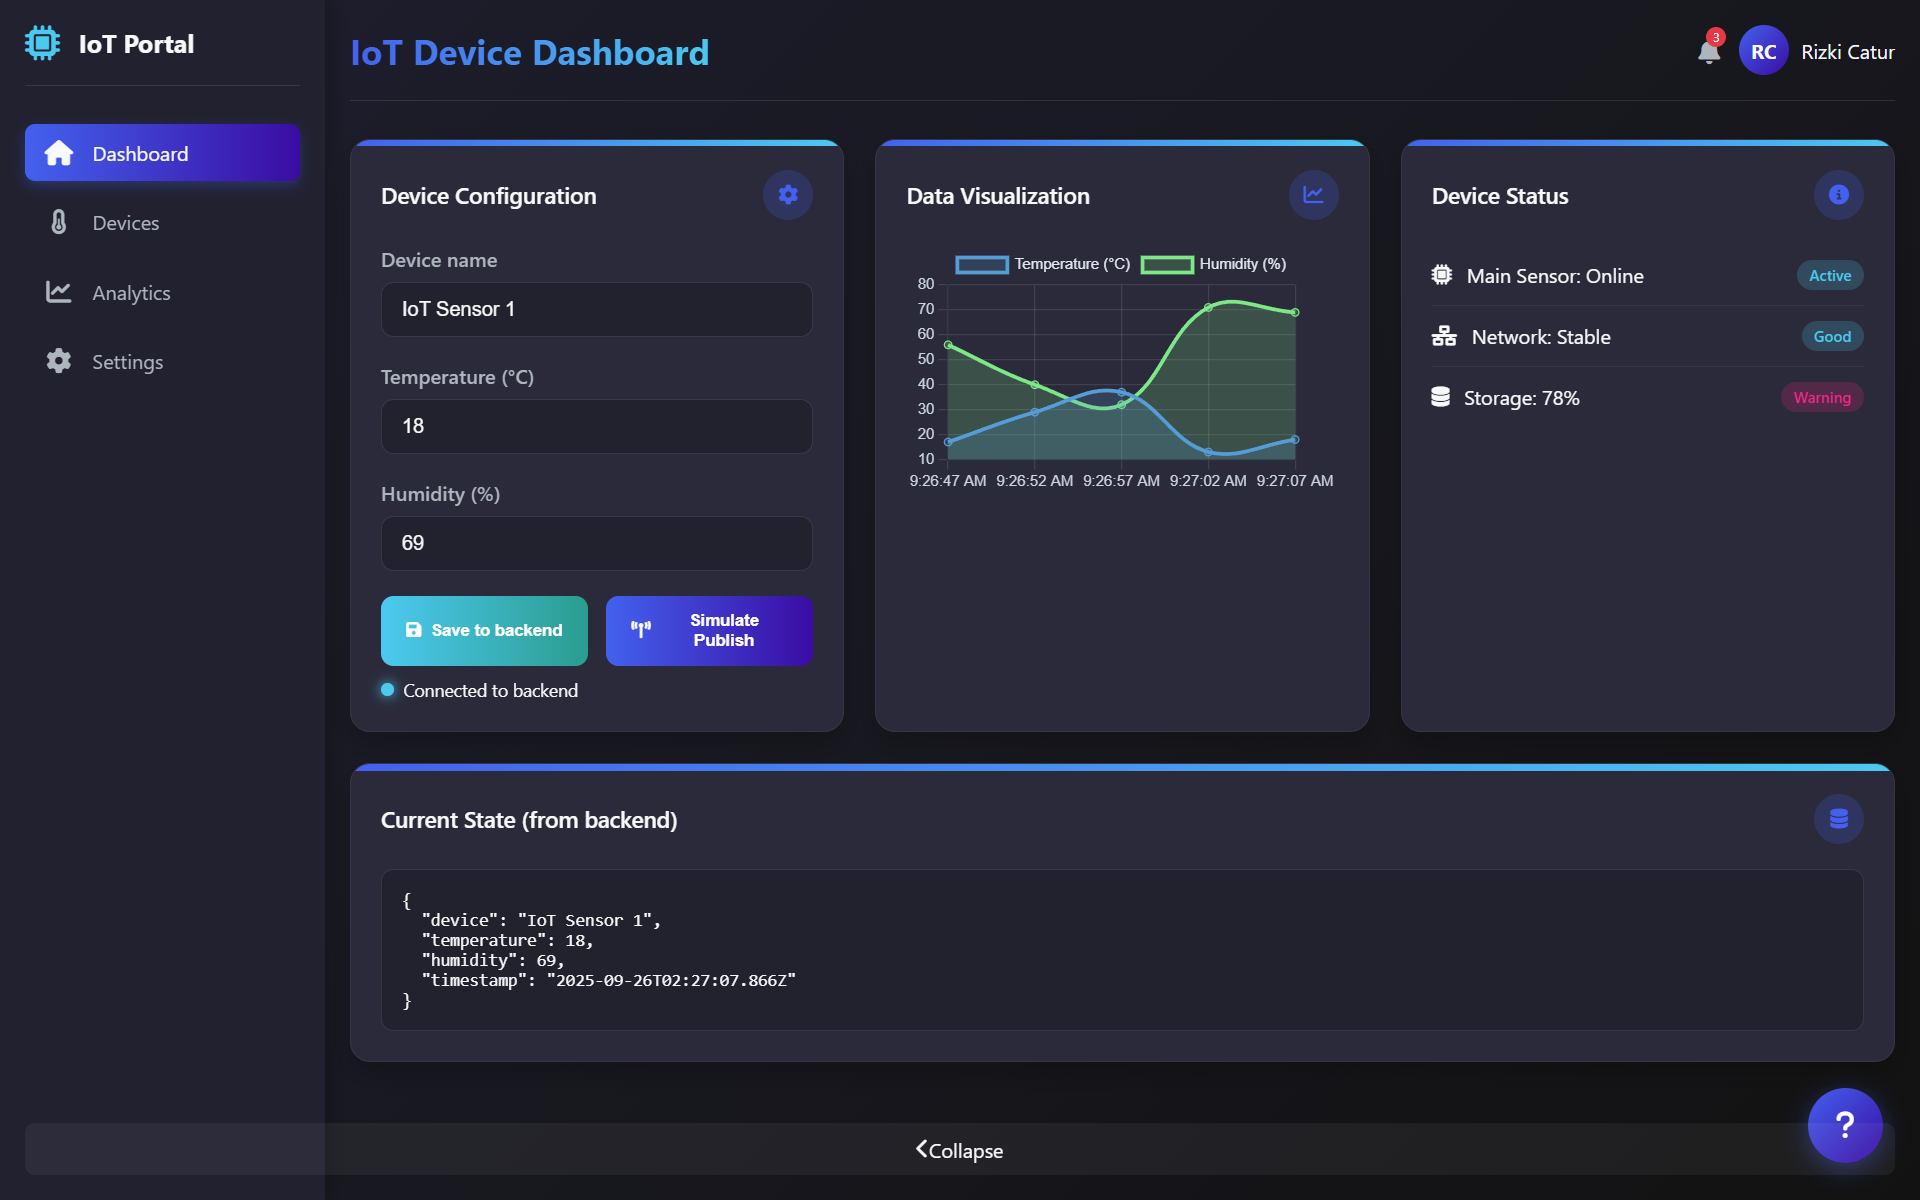 IoT Portal
Dashboard
Devices
Analytics
Settings
IoT Device Dashboard
3
RC
Rizki Catur
Device Configuration
Device name
IoT Sensor 1
Temperature (°C)
18
Humidity (%)
69
Save to backend
Simulate
Publish
Connected to backend
Data Visualization
Temperature (°C) Humidity (%)
80
70
60
50
40
30
20
10
9:26:47 AM 9:26:52 AM 9:26:57 AM 9:27:02 AM 9:27:07 AM
Device Status
Main Sensor: Online Active
Network: Stable Good
Storage: 78% Warning
Current State (from backend)
{
"device": "IoT Sensor 1",
"temperature": 18,
"humidity": 69,
"timestamp": "2025-09-26T02:27:07.866Z"
}
Collapse
?